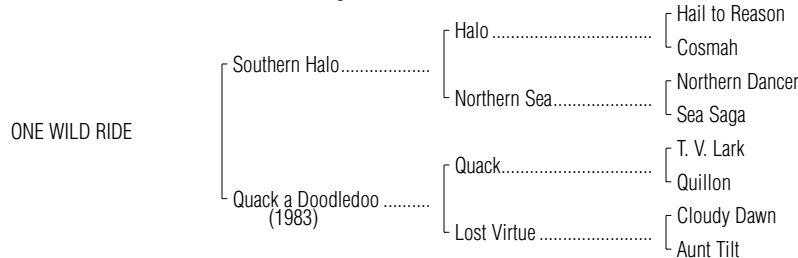 Hail to Reason
Halo ..................................
Cosmah
Southern Halo...................
Northern Dancer
Northern Sea.....................
Sea Saga
ONE WILD RIDE
T. V. Lark
Quack................................
Quillon
Quack a Doodledoo ..........
(1983)
Cloudy Dawn
Lost Virtue ........................
Aunt Tilt